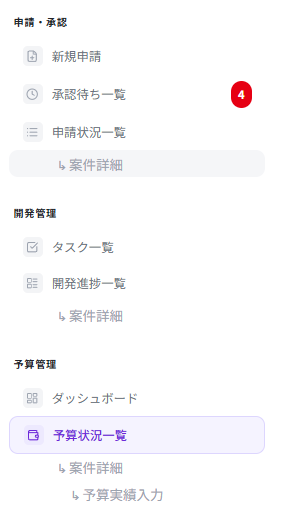 申請・承認
新規申請
承認待ち一覧 4
申請状況一覧
↳ 案件詳細
開発管理
タスク一覧
開発進捗一覧
↳ 案件詳細
予算管理
ダッシュボード
予算状況一覧
↳ 案件詳細
↳ 予算実績入力